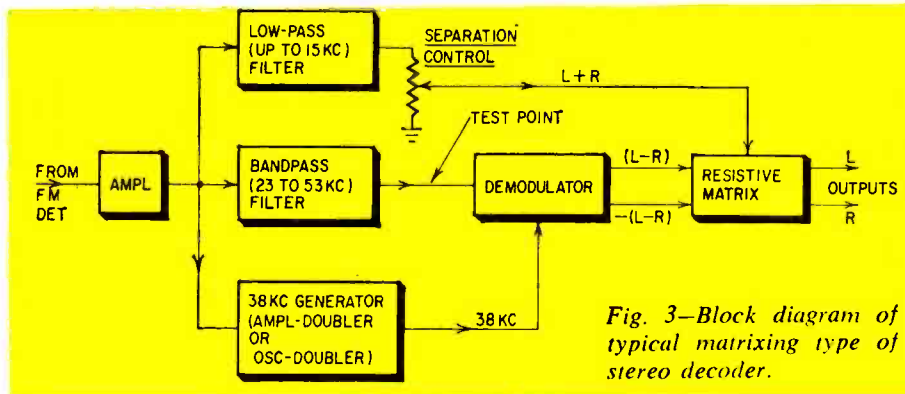 LOW-PASS
(UP TO 15KC)
FILTER
SEPARATION
CONTROL
L+R
TEST POINT
FROM
FM
DET
AMPL
BANDPASS
(23 TO 53KC)
FILTER
DEMODULATOR
(L-R)
-(L-R)
RESISTIVE
MATRIX
L
OUTPUTS
R
38KC GENERATOR
(AMPL-DOUBLER
OR
OSC-DOUBLER)
38KC
Fig. 3—Block diagram of
typical matrixing type of
stereo decoder.